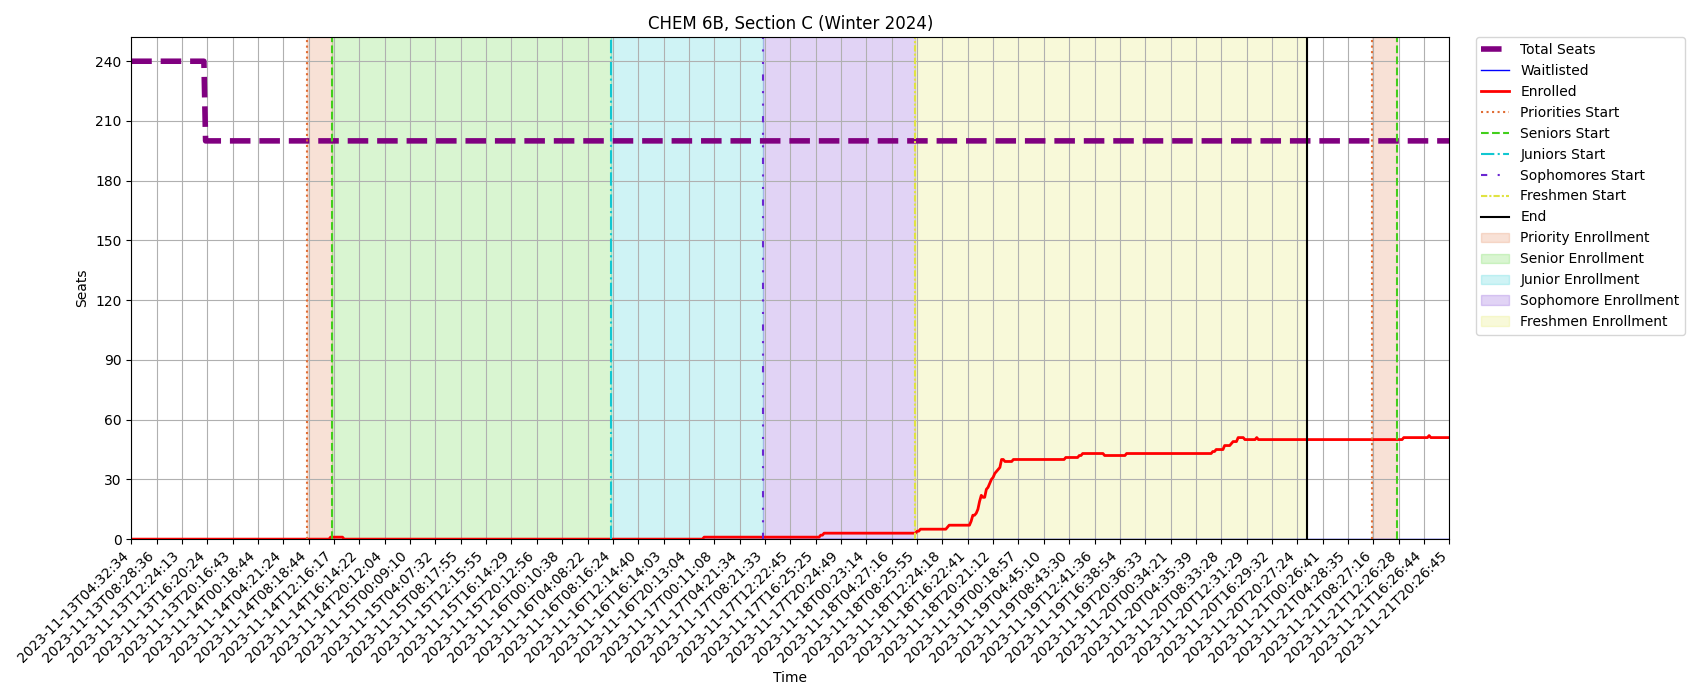 CHEM 6B, Section C (Winter 2024)
Seats
240
210
180
150
120
90
60
30
0
2023-11-13T04:32:34
2023-11-13T08:28:36
2023-11-13T12:24:13
2023-11-13T16:20:24
2023-11-13T20:16:43
2023-11-14T00:18:44
2023-11-14T04:21:24
2023-11-14T08:18:44
2023-11-14T12:16:17
2023-11-14T16:14:22
2023-11-14T20:12:04
2023-11-15T00:09:10
2023-11-15T04:07:32
2023-11-15T08:17:55
2023-11-15T12:15:55
2023-11-15T16:14:29
2023-11-15T20:12:56
2023-11-16T00:10:38
2023-11-16T04:08:22
2023-11-16T08:16:24
2023-11-16T12:14:40
2023-11-16T16:14:03
2023-11-16T20:13:04
2023-11-17T00:11:08
2023-11-17T04:21:34
2023-11-17T08:21:33
2023-11-17T12:22:45
2023-11-17T16:25:25
2023-11-17T20:24:49
2023-11-18T00:23:14
2023-11-18T04:27:16
2023-11-18T08:25:55
2023-11-18T12:24:18
2023-11-18T16:22:41
2023-11-18T20:21:12
2023-11-19T00:18:57
2023-11-19T04:45:10
2023-11-19T08:43:30
2023-11-19T12:41:36
2023-11-19T16:38:54
2023-11-19T20:36:33
2023-11-20T00:34:21
2023-11-20T04:35:39
2023-11-20T08:33:28
2023-11-20T12:31:29
2023-11-20T16:29:32
2023-11-20T20:27:24
2023-11-21T00:26:41
2023-11-21T04:28:35
2023-11-21T08:27:16
2023-11-21T12:26:28
2023-11-21T16:26:44
2023-11-21T20:26:45
Time
Total Seats
Waitlisted
Enrolled
Priorities Start
Seniors Start
Juniors Start
Sophomores Start
Freshmen Start
End
Priority Enrollment
Senior Enrollment
Junior Enrollment
Sophomore Enrollment
Freshmen Enrollment